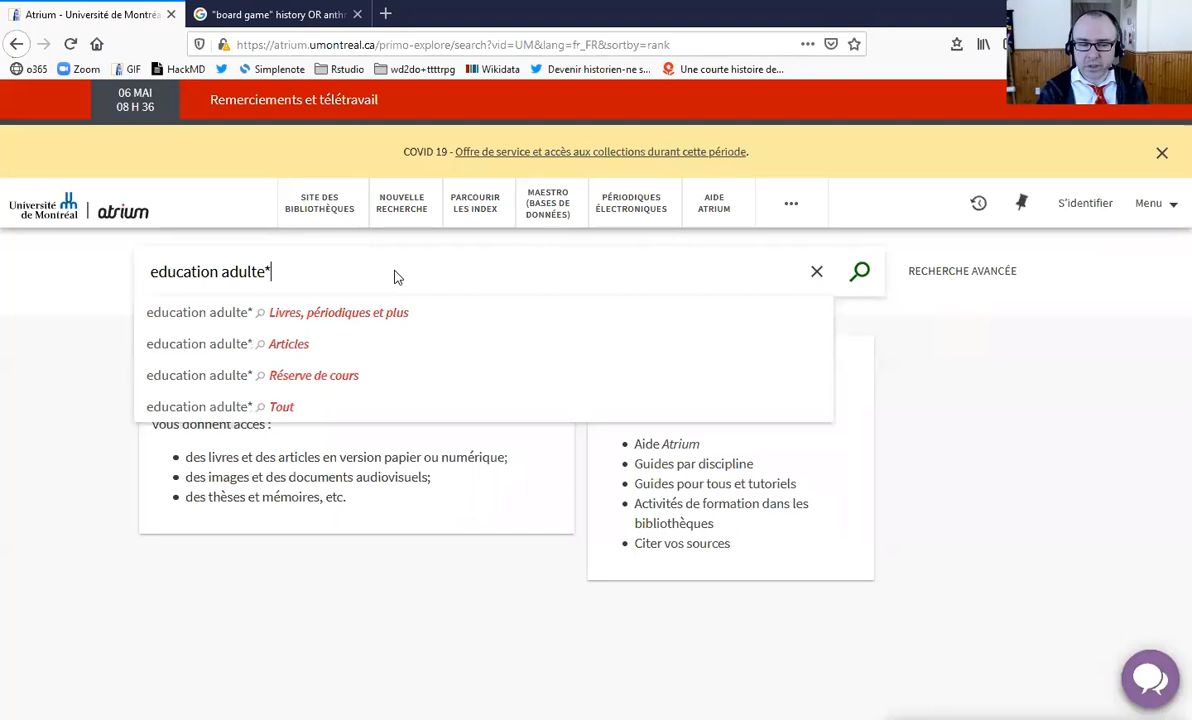 Atrium - Université de Montréa
"board game" history OR anthr
https://atrium.umontreal.ca/primo-explore/search?vid=UM&lang=fr_FR&sortby=rank
o365
Zoom
GIF
HackMD
Simplenote
Rstudio
wd2do+ttttrpg
Wikidata
Devenir historien-ne s...
Une courte histoire de...
06 MAI
08 H 36
Remerciements et télétravail
COVID 19 - Offre de service et accès aux collections durant cette période.
Université
de Montréal
atrium
SITE DES
BIBLIOTHÈQUES
NOUVELLE
RECHERCHE
PARCOURIR
LES INDEX
MAESTRO
(BASES DE
DONNÉES)
PÉRIODIQUES
ÉLECTRONIQUES
AIDE
ATRIUM
S'identifier
Menu
education adulte*
RECHERCHE AVANCÉE
education adulte* Livres, périodiques et plus
education adulte* Articles
education adulte* Réserve de cours
education adulte* Tout
vous donnent accès :
• des livres et des articles en version papier ou numérique;
• des images et des documents audiovisuels;
• des thèses et mémoires, etc.
• Aide Atrium
• Guides par discipline
• Guides pour tous et tutoriels
• Activités de formation dans les
bibliothèques
• Citer vos sources